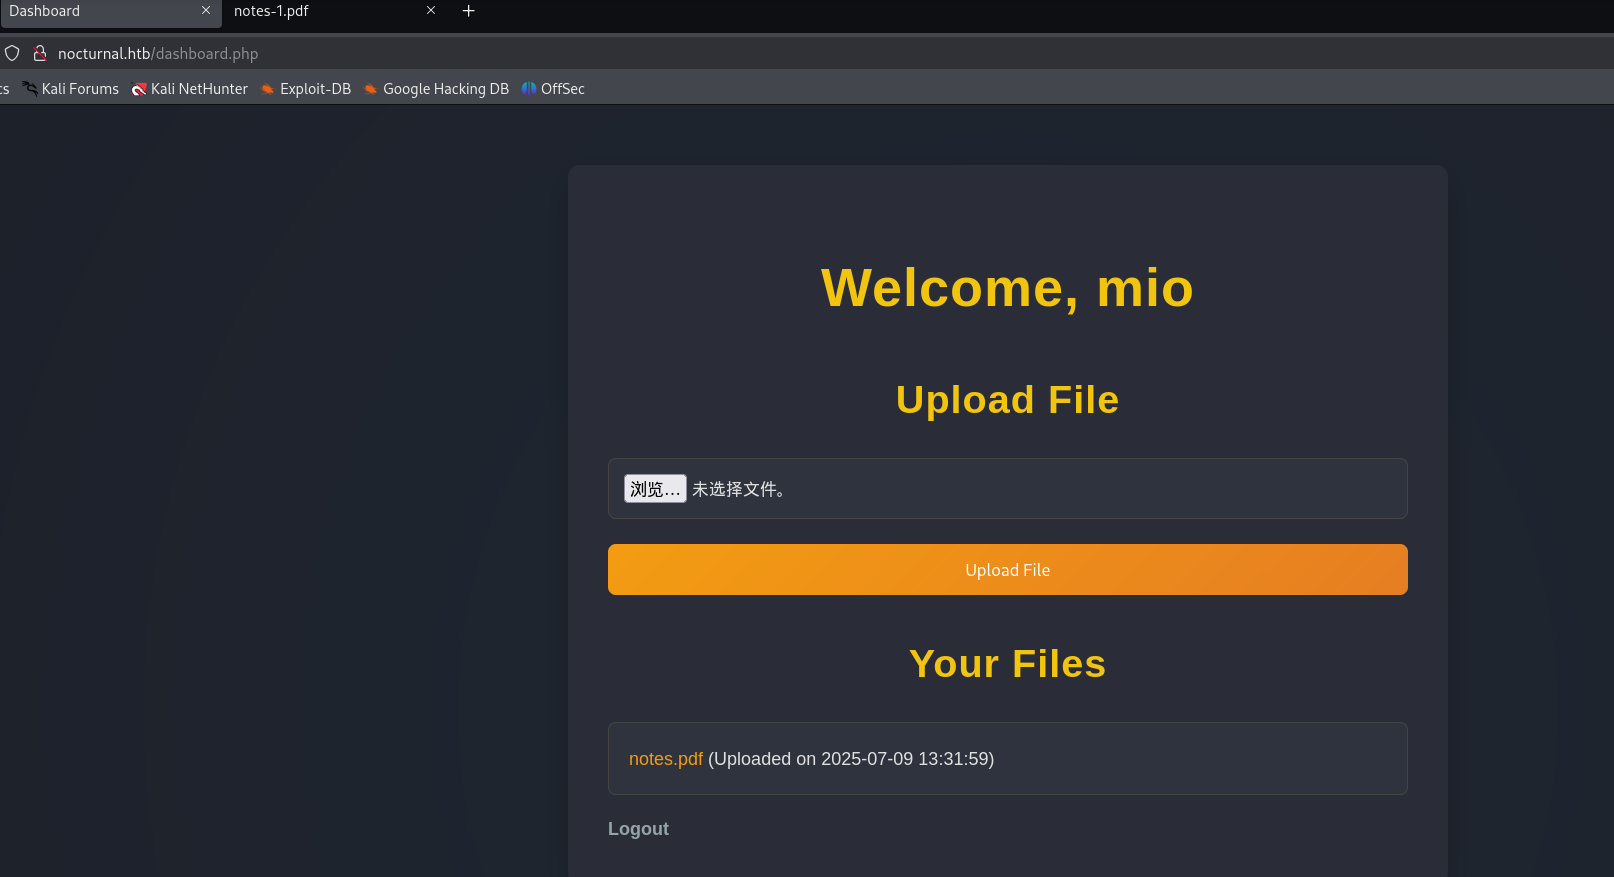 Dashboard × notes-1.pdf × +
nocturnal.htb/dashboard.php
cs Kali Forums Kali NetHunter Exploit-DB Google Hacking DB OffSec
Welcome, mio
Upload File
浏览… 未选择文件。
Upload File
Your Files
notes.pdf (Uploaded on 2025-07-09 13:31:59)
Logout